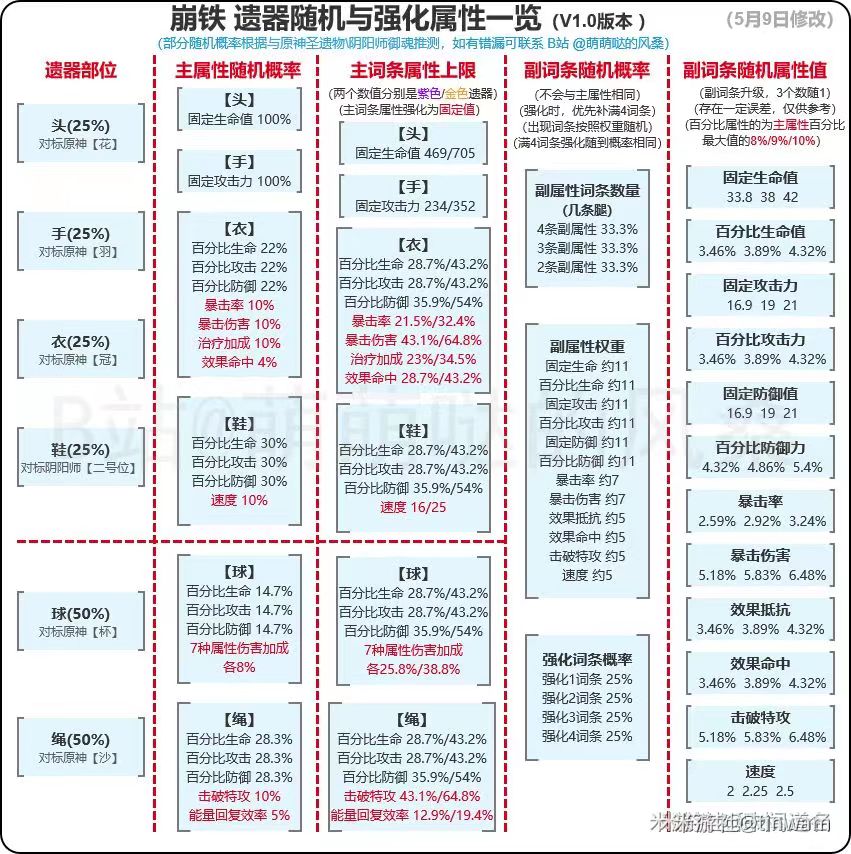 崩铁 遗器随机与强化属性一览 (V1.0版本 )
(5月9日修改)
(部分随机概率根据与原神圣遗物\阴阳师御魂推测，如有错漏可联系 B站 @萌萌哒的风桑)
遗器部位
头(25%)
对标原神【花】
手(25%)
对标原神【羽】
衣(25%)
对标原神【冠】
鞋(25%)
对标阴阳师【二号位】
球(50%)
对标原神【杯】
绳(50%)
对标原神【沙】
主属性随机概率
【头】
固定生命值 100%
【手】
固定攻击力 100%
【衣】
百分比生命 22%
百分比攻击 22%
百分比防御 22%
暴击率 10%
暴击伤害 10%
治疗加成 10%
效果命中 4%
【鞋】
百分比生命 30%
百分比攻击 30%
百分比防御 30%
速度 10%
【球】
百分比生命 14.7%
百分比攻击 14.7%
百分比防御 14.7%
7种属性伤害加成
各8%
【绳】
百分比生命 28.3%
百分比攻击 28.3%
百分比防御 28.3%
击破特攻 10%
能量回复效率 5%
主词条属性上限
(两个数值分别是紫色/金色遗器)
(主词条属性强化为固定值)
【头】
固定生命值 469/705
【手】
固定攻击力 234/352
【衣】
百分比生命 28.7%/43.2%
百分比攻击 28.7%/43.2%
百分比防御 35.9%/54%
暴击率 21.5%/32.4%
暴击伤害 43.1%/64.8%
治疗加成 23%/34.5%
效果命中 28.7%/43.2%
【鞋】
百分比生命 28.7%/43.2%
百分比攻击 28.7%/43.2%
百分比防御 35.9%/54%
速度 16/25
【球】
百分比生命 28.7%/43.2%
百分比攻击 28.7%/43.2%
百分比防御 35.9%/54%
7种属性伤害加成
各25.8%/38.8%
【绳】
百分比生命 28.7%/43.2%
百分比攻击 28.7%/43.2%
百分比防御 35.9%/54%
击破特攻 43.1%/64.8%
能量回复效率 12.9%/19.4%
副词条随机概率
(不会与主属性相同)
(强化时，优先补满4词条)
(出现词条按照权重随机)
(满4词条强化随到概率相同)
副属性词条数量
(几条腿)
4条副属性 33.3%
3条副属性 33.3%
2条副属性 33.3%
副属性权重
固定生命 约11
百分比生命 约11
固定攻击 约11
百分比攻击 约11
固定防御 约11
百分比防御 约11
暴击率 约7
暴击伤害 约7
效果抵抗 约5
效果命中 约5
击破特攻 约5
速度 约5
强化词条概率
强化1词条 25%
强化2词条 25%
强化3词条 25%
强化4词条 25%
副词条随机属性值
(副词条升级，3个数随1)
(存在一定误差，仅供参考)
(百分比属性的为主属性百分比
最大值的8%/9%/10%)
固定生命值
33.8 38 42
百分比生命值
3.46% 3.89% 4.32%
固定攻击力
16.9 19 21
百分比攻击力
3.46% 3.89% 4.32%
固定防御值
16.9 19 21
百分比防御力
4.32% 4.86% 5.4%
暴击率
2.59% 2.92% 3.24%
暴击伤害
5.18% 5.83% 6.48%
效果抵抗
3.46% 3.89% 4.32%
效果命中
3.46% 3.89% 4.32%
击破特攻
5.18% 5.83% 6.48%
速度
2 2.25 2.5
B站@萌萌哒的风桑